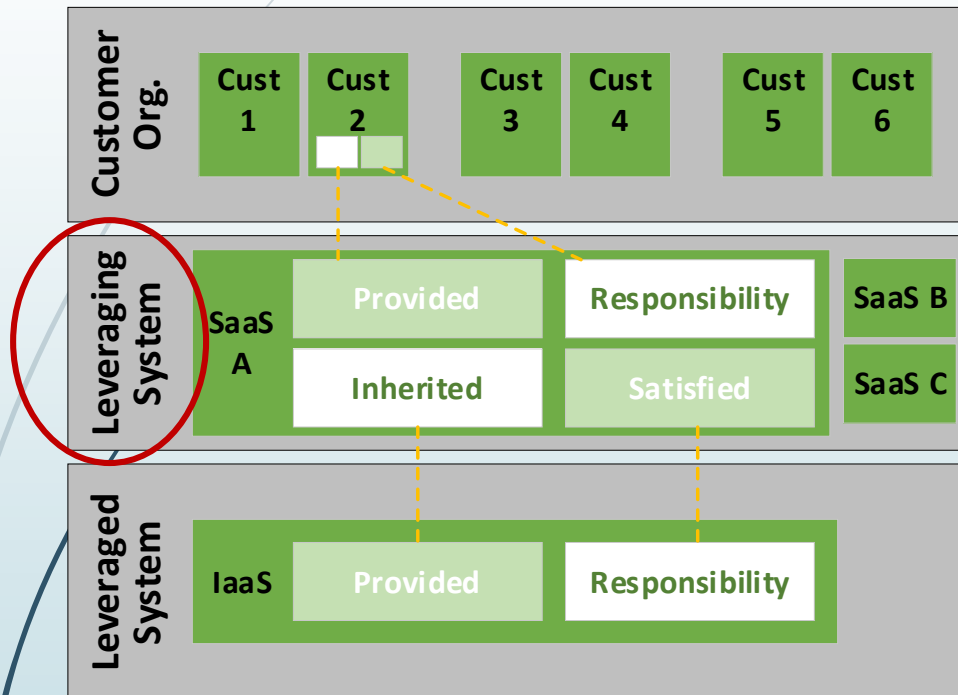 Customer
Org.
Cust
1
Cust
2
Cust
3
Cust
4
Cust
5
Cust
6
Leveraging
System
SaaS
A
Provided
Responsibility
Inherited
Satisfied
SaaS B
SaaS C
Leveraged
System
IaaS
Provided
Responsibility